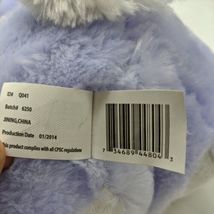 ID# Q041
Batch# 6250
JINING,CHINA
Production Date 01/2014
This product complies with all CPSC regulations
7 34689 44804 3